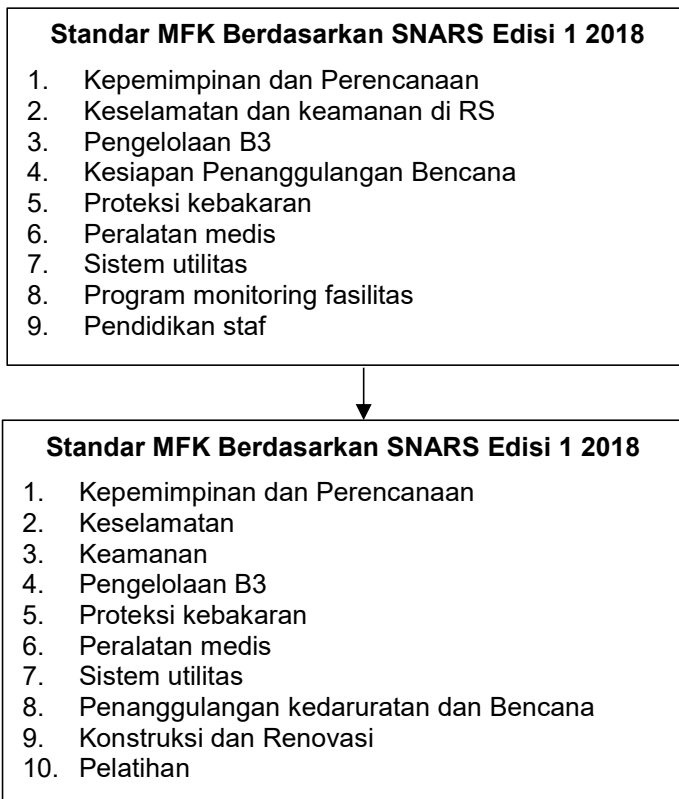 Standar MFK Berdasarkan SNARS Edisi 1 2018
1. Kepemimpinan dan Perencanaan
2. Keselamatan dan keamanan di RS
3. Pengelolaan B3
4. Kesiapan Penanggulangan Bencana
5. Proteksi kebakaran
6. Peralatan medis
7. Sistem utilitas
8. Program monitoring fasilitas
9. Pendidikan staf
Standar MFK Berdasarkan SNARS Edisi 1 2018
1. Kepemimpinan dan Perencanaan
2. Keselamatan
3. Keamanan
4. Pengelolaan B3
5. Proteksi kebakaran
6. Peralatan medis
7. Sistem utilitas
8. Penanggulangan kedaruratan dan Bencana
9. Konstruksi dan Renovasi
10. Pelatihan